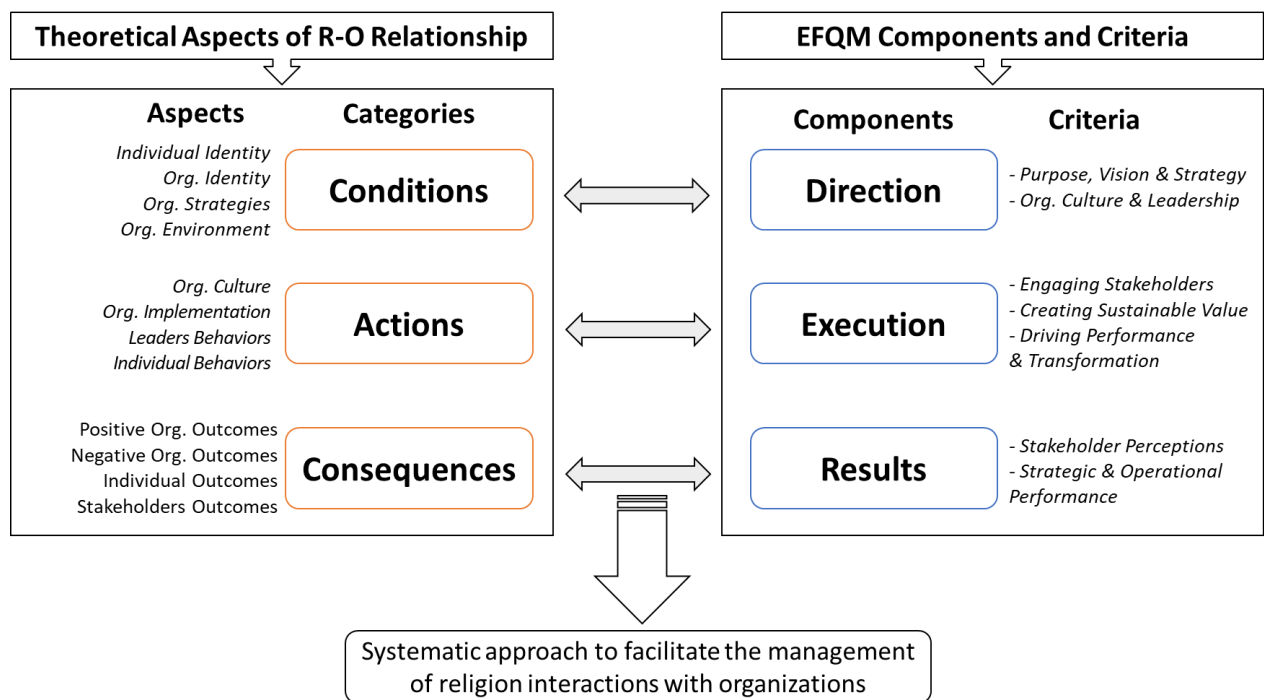 Theoretical Aspects of R-O Relationship
Aspects
Categories
Individual Identity
Org. Identity
Org. Strategies
Org. Environment
Conditions
Org. Culture
Org. Implementation
Leaders Behaviors
Individual Behaviors
Actions
Positive Org. Outcomes
Negative Org. Outcomes
Individual Outcomes
Stakeholders Outcomes
Consequences
EFQM Components and Criteria
Components
Criteria
Direction
- Purpose, Vision & Strategy
- Org. Culture & Leadership
Execution
- Engaging Stakeholders
- Creating Sustainable Value
- Driving Performance
& Transformation
Results
- Stakeholder Perceptions
- Strategic & Operational
Performance
Systematic approach to facilitate the management
of religion interactions with organizations